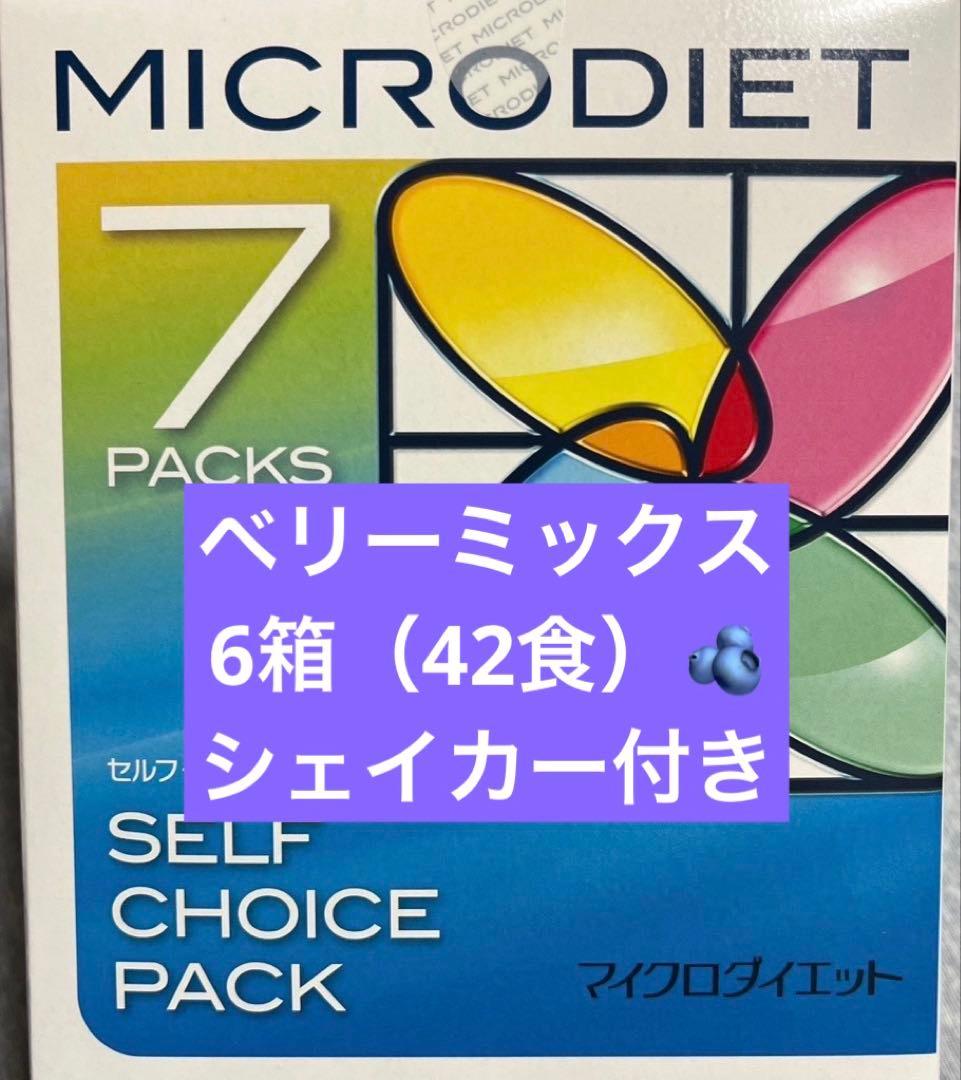 MICRODIET
7
PACKS
ベリーミックス
6箱（42食）🫐
シェイカー付き
セルフ
SELF
CHOICE
PACK
マイクロダイエット